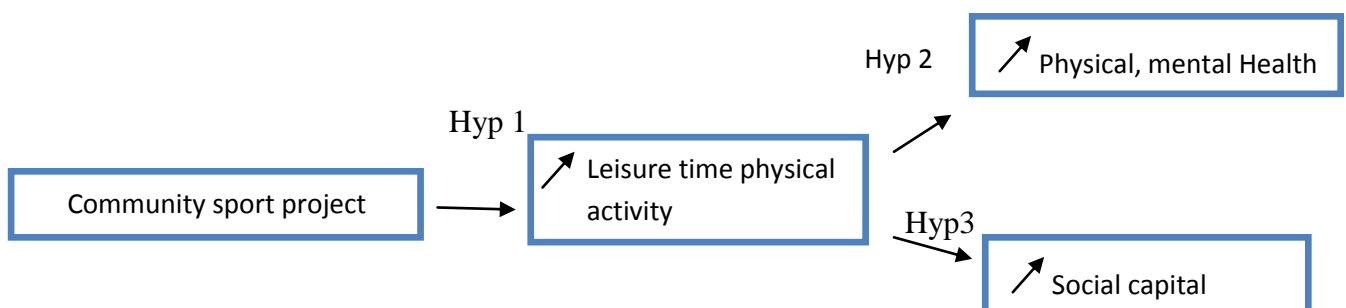 Hyp 2
Physical, mental Health
Hyp 1
Leisure time physical
activity
Community sport project
Hyp3
Social capital